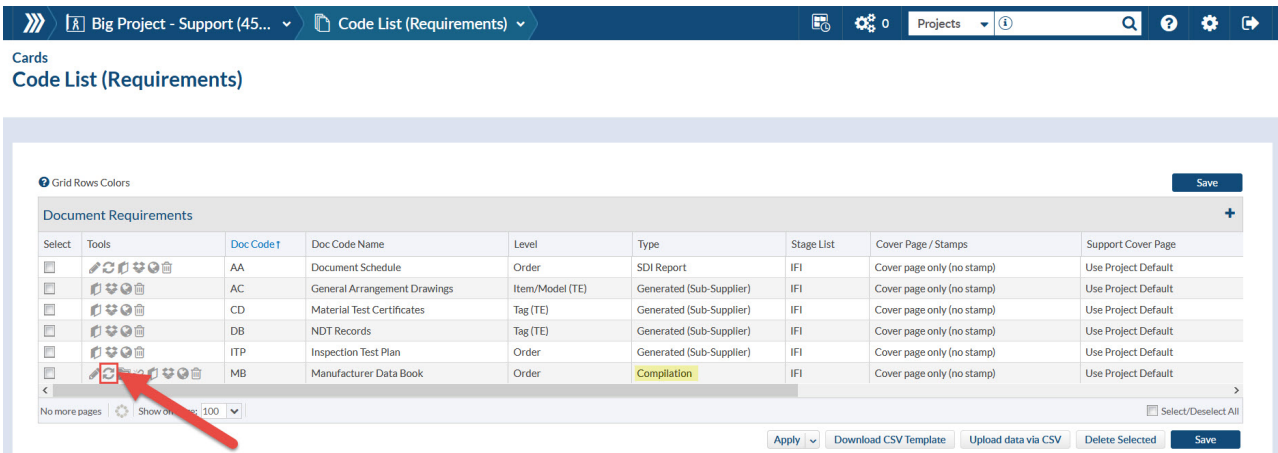 Big Project - Support (45... Code List (Requirements) 0 Projects
Cards
Code List (Requirements)
Grid Rows Colors Save
Document Requirements +
Select Tools Doc Code↑ Doc Code Name Level Type Stage List Cover Page / Stamps Support Cover Page
AA Document Schedule Order SDI Report IFI Cover page only (no stamp) Use Project Default
AC General Arrangement Drawings Item/Model (TE) Generated (Sub-Supplier) IFI Cover page only (no stamp) Use Project Default
CD Material Test Certificates Tag (TE) Generated (Sub-Supplier) IFI Cover page only (no stamp) Use Project Default
DB NDT Records Tag (TE) Generated (Sub-Supplier) IFI Cover page only (no stamp) Use Project Default
ITP Inspection Test Plan Order Generated (Sub-Supplier) IFI Cover page only (no stamp) Use Project Default
MB Manufacturer Data Book Order Compilation IFI Cover page only (no stamp) Use Project Default
No more pages Show on 100 Select/Deselect All
Apply Download CSV Template Upload data via CSV Delete Selected Save